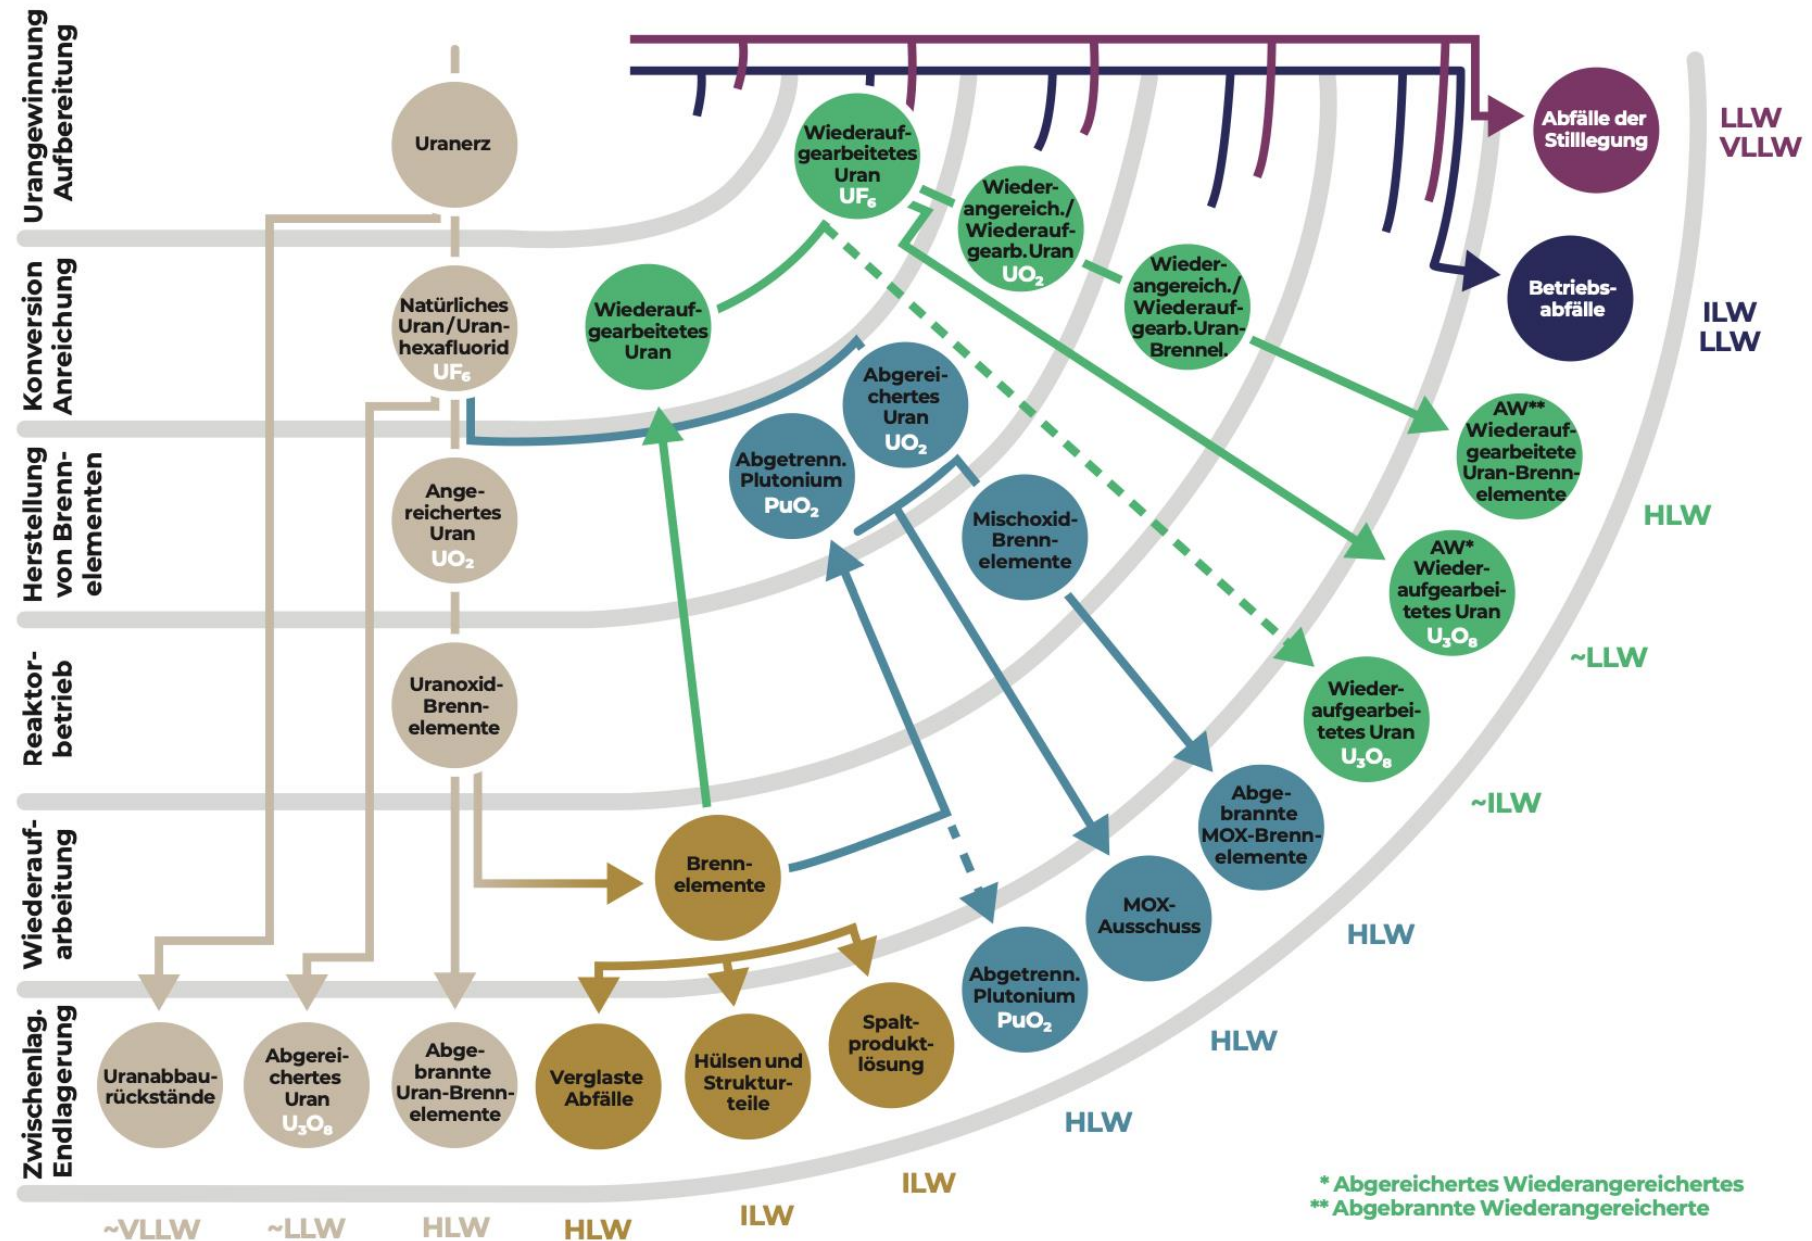 Urangewinnung
Aufbereitung
Konversion
Anreichung
Herstellung
von Brenn-
elementen
Reaktor-
betrieb
Wiederauf-
arbeitung
Zwischenlag.
Endlagerung
Uranerz
Natürliches
Uran/Uran-
hexafluorid
UF₆
Ange-
reichertes
Uran
UO₂
Uranoxid-
Brenn-
elemente
Wiederauf-
gearbeitetes
Uran
Wiederauf-
gearbeitetes
Uran
UF₆
Wieder-
angereich./
Wiederauf-
gearb.Uran
UO₂
Wieder-
angereich./
Wiederauf-
gearb.Uran-
Brennel.
Abgerei-
chertes
Uran
UO₂
Abgetrenn.
Plutonium
PuO₂
Mischoxid-
Brenn-
elemente
Brenn-
elemente
Abfälle der
Stilllegung
LLW
VLLW
Betriebs-
abfälle
ILW
LLW
AW**
Wiederauf-
gearbeitete
Uran-Brenn-
elemente
HLW
AW*
Wieder-
aufgearbei-
tetes Uran
U₃O₈
~LLW
Wieder-
aufgearbei-
tetes Uran
U₃O₈
~ILW
Abge-
brannte
MOX-Brenn-
elemente
HLW
MOX-
Ausschuss
HLW
Abgetrenn.
Plutonium
PuO₂
HLW
Spalt-
produkt-
lösung
ILW
Hülsen und
Struktur-
teile
ILW
Verglaste
Abfälle
HLW
Abge-
brannte
Uran-Brenn-
elemente
HLW
Abgerei-
chertes
Uran
U₃O₈
~LLW
Uranabbau-
rückstände
~VLLW
* Abgereichertes Wiederangereichertes
** Abgebrannte Wiederangereicherte